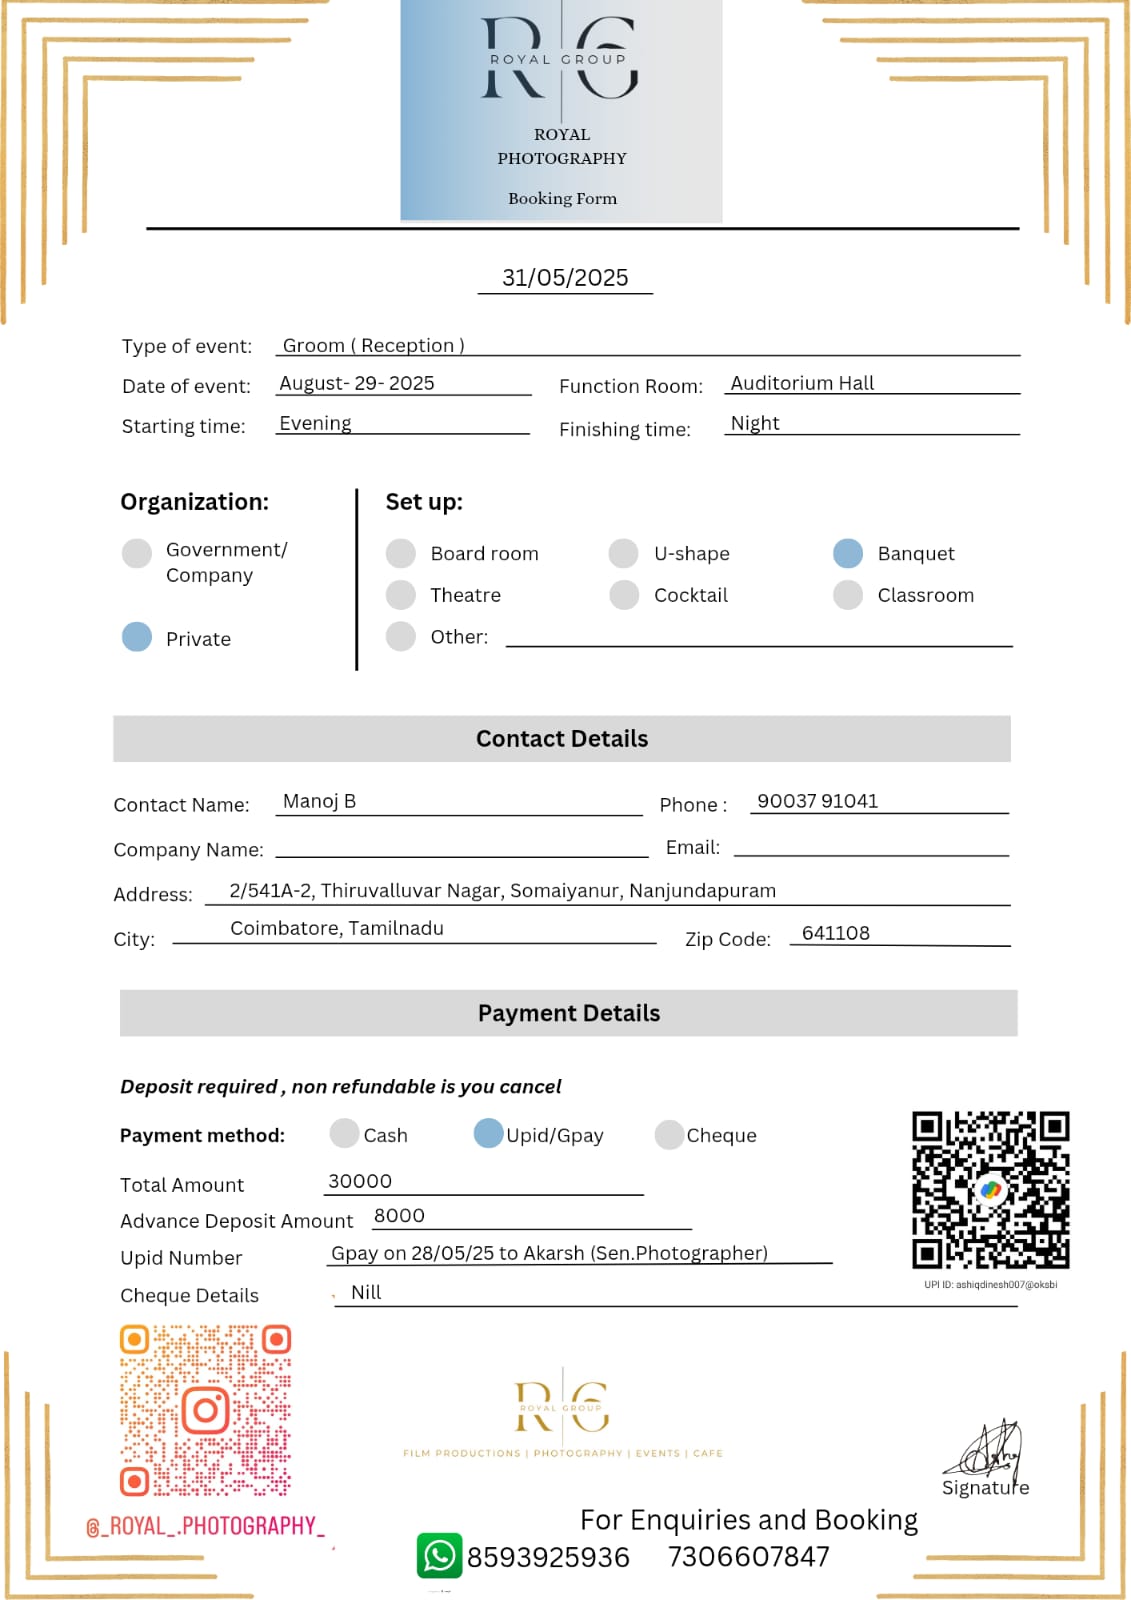 R G
ROYAL GROUP
ROYAL
PHOTOGRAPHY
Booking Form
31/05/2025
Type of event: Groom ( Reception )
Date of event: August- 29- 2025 Function Room: Auditorium Hall
Starting time: Evening Finishing time: Night
Organization: Set up:
Government/
Company
Board room U-shape Banquet
Theatre Cocktail Classroom
Private
Other:
Contact Details
Contact Name: Manoj B Phone : 90037 91041
Company Name: Email:
Address: 2/541A-2, Thiruvalluvar Nagar, Somaiyanur, Nanjundapuram
City: Coimbatore, Tamilnadu Zip Code: 641108
Payment Details
Deposit required , non refundable is you cancel
Payment method: Cash Upid/Gpay Cheque
Total Amount 30000
Advance Deposit Amount 8000
Upid Number Gpay on 28/05/25 to Akarsh (Sen.Photographer)
UPI ID: ashiqdinesh007@oksbi
Cheque Details Nill
R G
ROYAL GROUP
FILM PRODUCTIONS | PHOTOGRAPHY | EVENTS | CAFE
Signature
@_ROYAL_.PHOTOGRAPHY_
For Enquiries and Booking
8593925936 7306607847